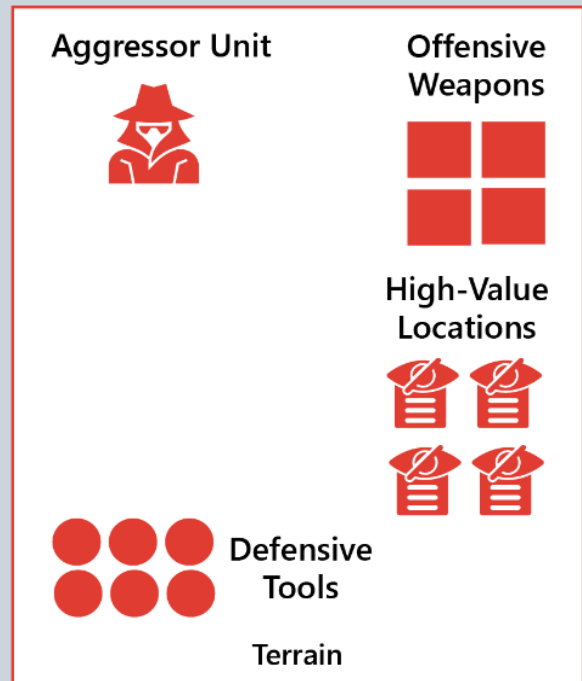 Aggressor Unit
Offensive
Weapons
High-Value
Locations
Defensive
Tools
Terrain